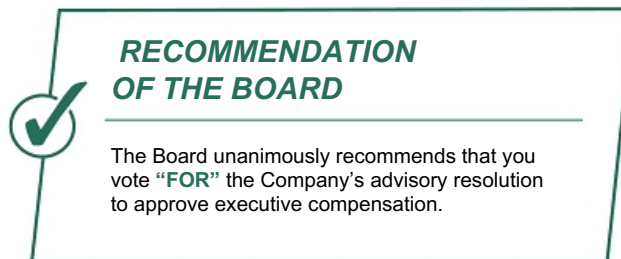 RECOMMENDATION
OF THE BOARD
The Board unanimously recommends that you
vote “FOR” the Company’s advisory resolution
to approve executive compensation.